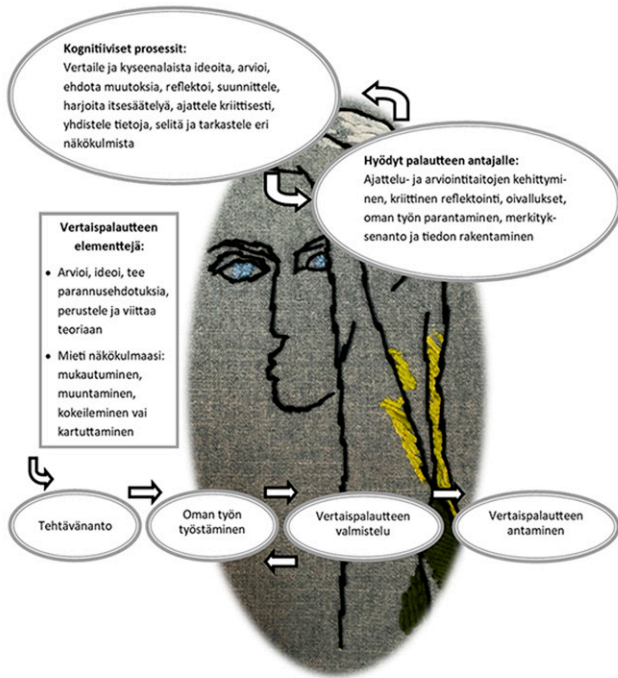 Kognitiiviset prosessit:
Vertaile ja kyseenalaista ideoita, arvioi,
ehdota muutoksia, reflektoi, suunnittele,
harjoita itsesäätelyä, ajattele kriittisesti,
yhdistele tietoja, selitä ja tarkastele eri
näkökulmista
Hyödyt palautteen antajalle:
Ajattelu- ja arviointitaitojen kehittymi-
nen, kriittinen reflektointi, oivallukset,
oman työn parantaminen, merkityk-
senanto ja tiedon rakentaminen
Vertaispalautteen
elementtejä:
• Arvioi, ideoi, tee
parannusehdotuksia,
perustele ja viittaa
teoriaan
• Mieti näkökulmaasi:
mukautuminen,
muuntaminen,
kokeileminen vai
kartuttaminen
Tehtävänanto
Oman työn
työstäminen
Vertaispalautteen
valmistelu
Vertaispalautteen
antaminen